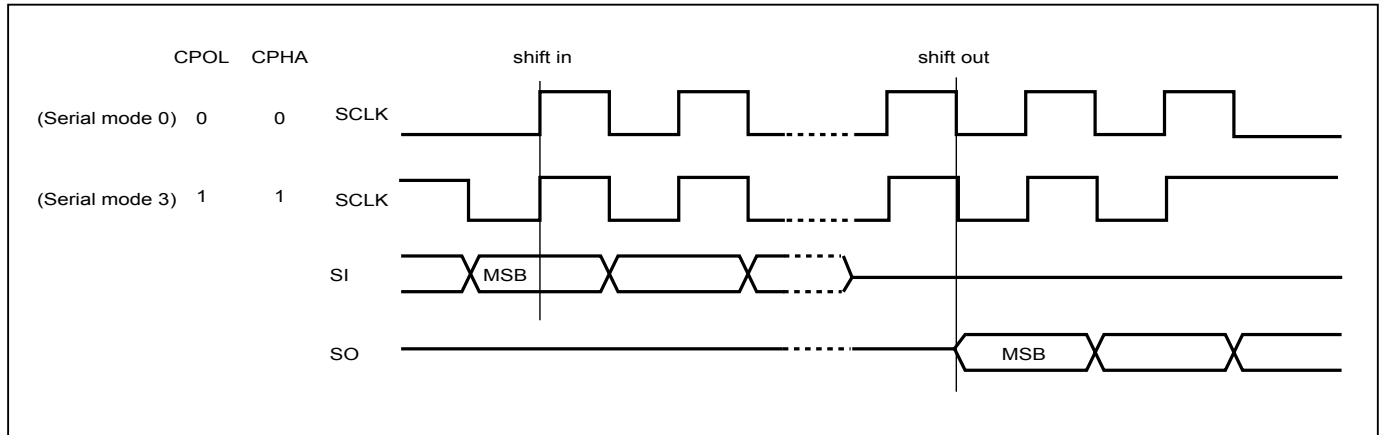 CPOL CPHA shift in shift out
(Serial mode 0) 0 0 SCLK
(Serial mode 3) 1 1 SCLK
SI MSB
SO MSB